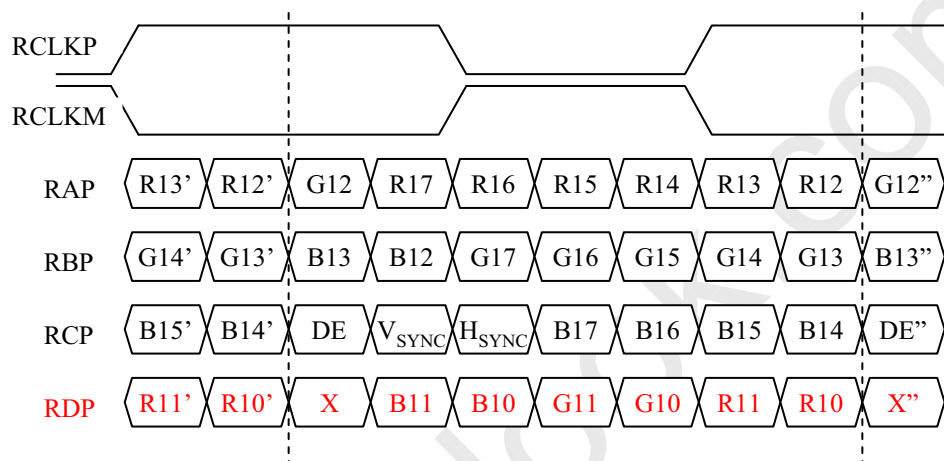 RCLKP
RCLKM
RAP R13’ R12’ G12 R17 R16 R15 R14 R13 R12 G12”
RBP G14’ G13’ B13 B12 G17 G16 G15 G14 G13 B13”
RCP B15’ B14’ DE VSYNC HSYNC B17 B16 B15 B14 DE”
RDP R11’ R10’ X B11 B10 G11 G10 R11 R10 X”